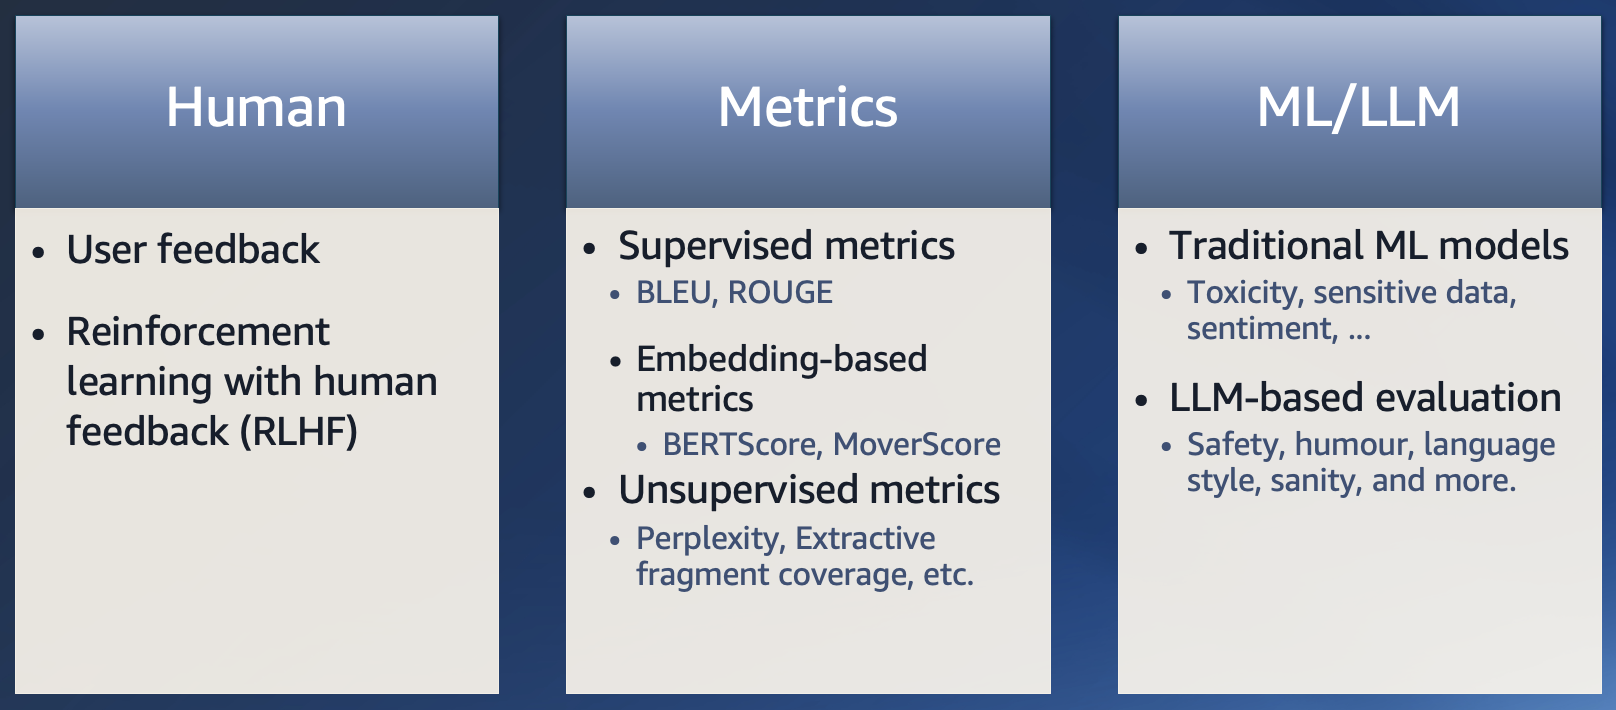 Human
• User feedback
• Reinforcement
learning with human
feedback (RLHF)
Metrics
• Supervised metrics
• BLEU, ROUGE
• Embedding-based
metrics
• BERTScore, MoverScore
• Unsupervised metrics
• Perplexity, Extractive
fragment coverage, etc.
ML/LLM
• Traditional ML models
• Toxicity, sensitive data,
sentiment, ...
• LLM-based evaluation
• Safety, humour, language
style, sanity, and more.